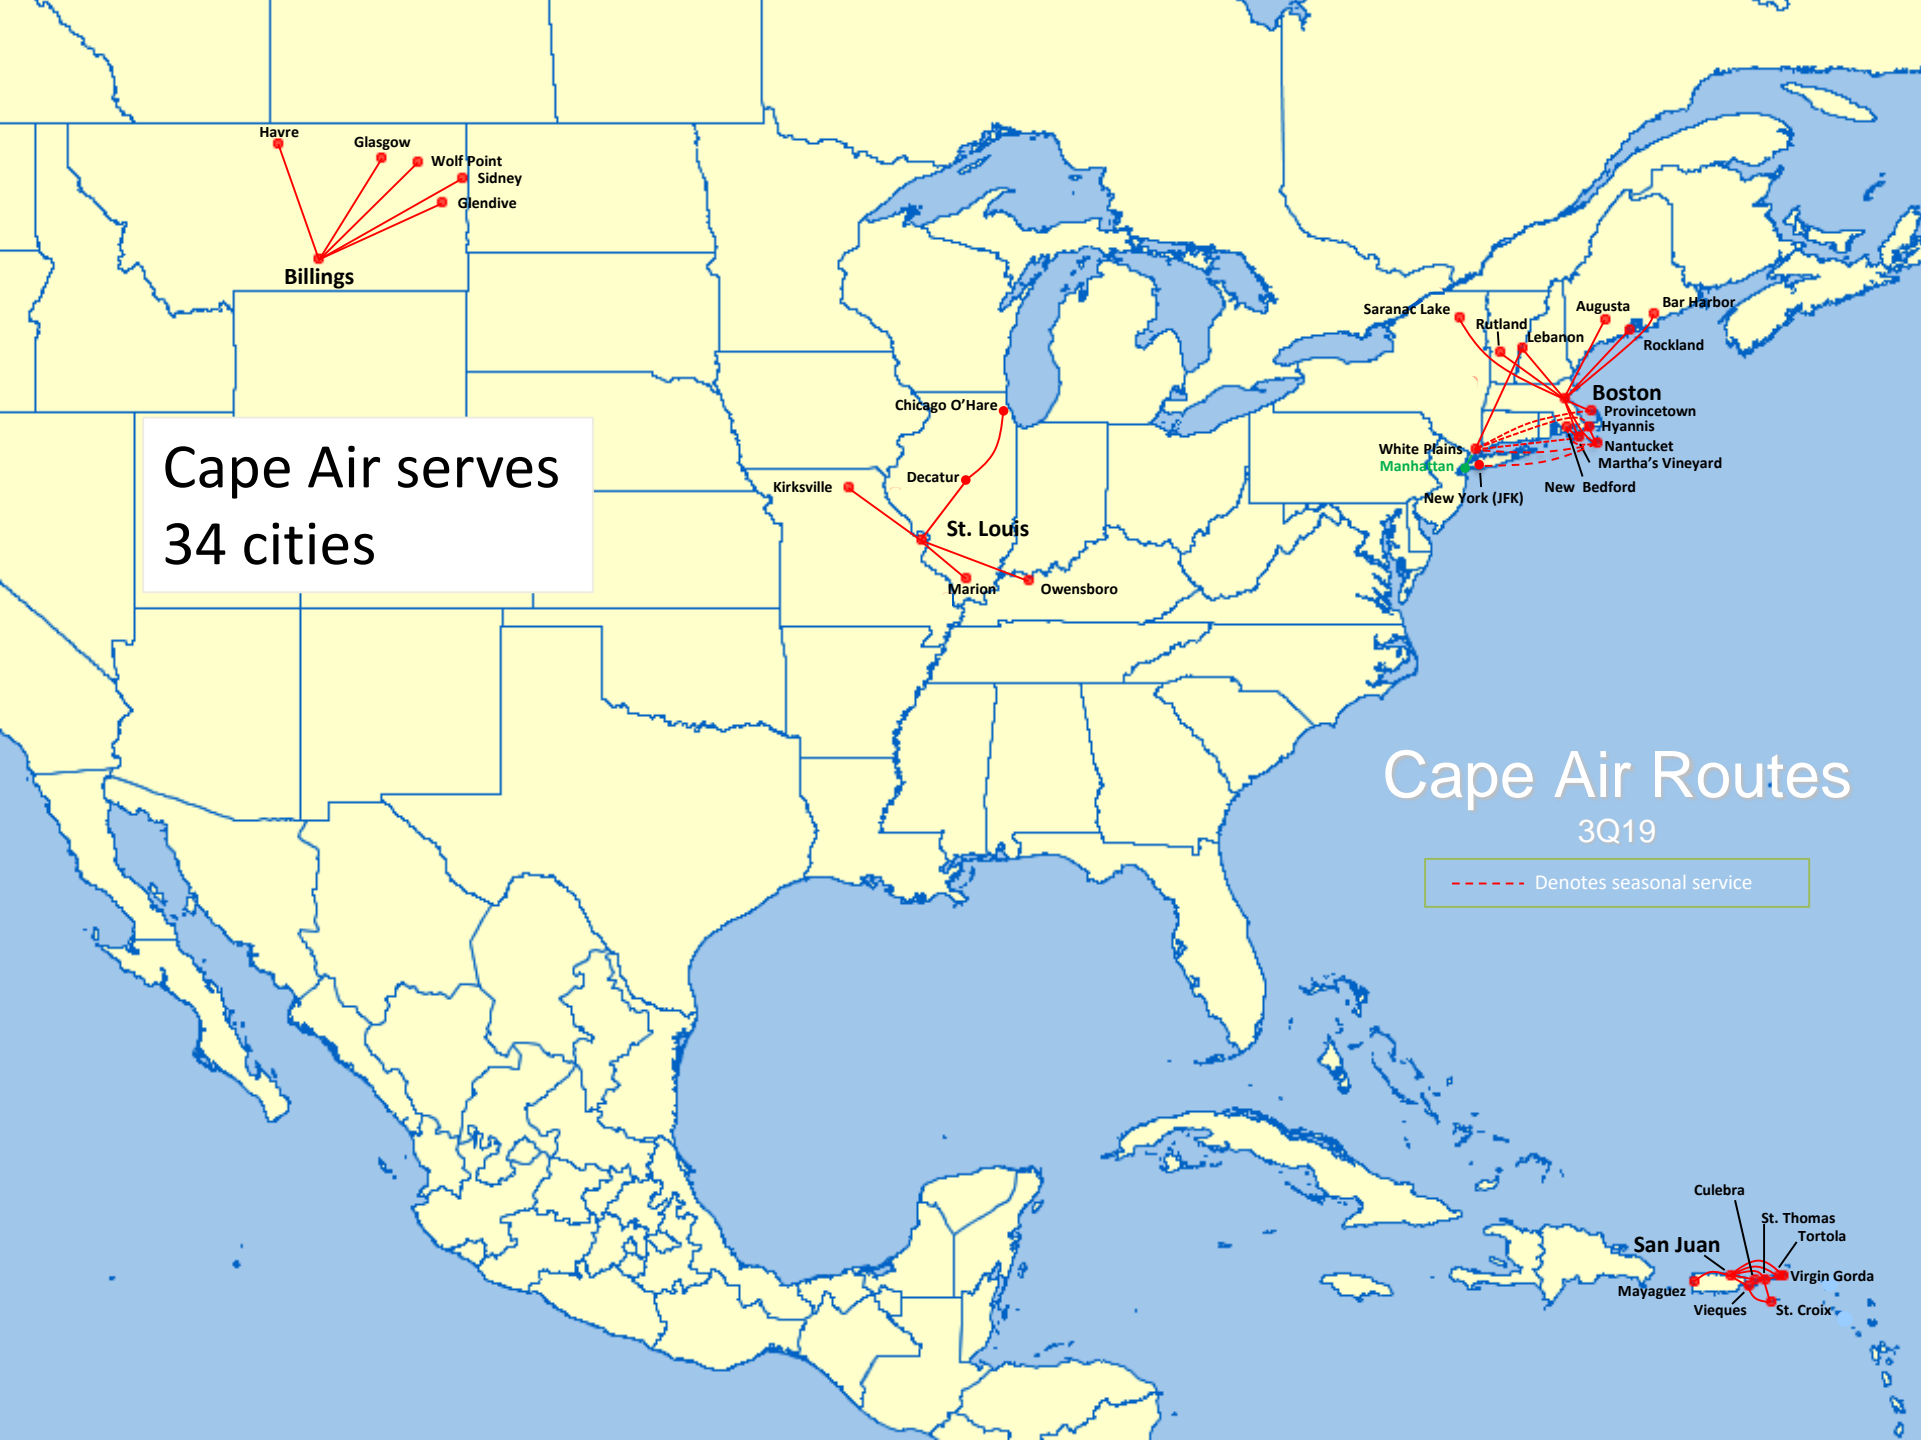 Havre
Glasgow
Wolf Point
Sidney
Glendive
Billings
Cape Air serves
34 cities
Chicago O’Hare
Decatur
Kirksville
St. Louis
Marion
Owensboro
Saranac Lake
Rutland
Lebanon
Augusta
Bar Harbor
Rockland
Boston
Provincetown
Hyannis
Nantucket
Martha’s Vineyard
New Bedford
White Plains
Manhattan
New York (JFK)
Cape Air Routes
3Q19
Denotes seasonal service
Culebra
St. Thomas
Tortola
San Juan
Virgin Gorda
Mayaguez
Vieques
St. Croix